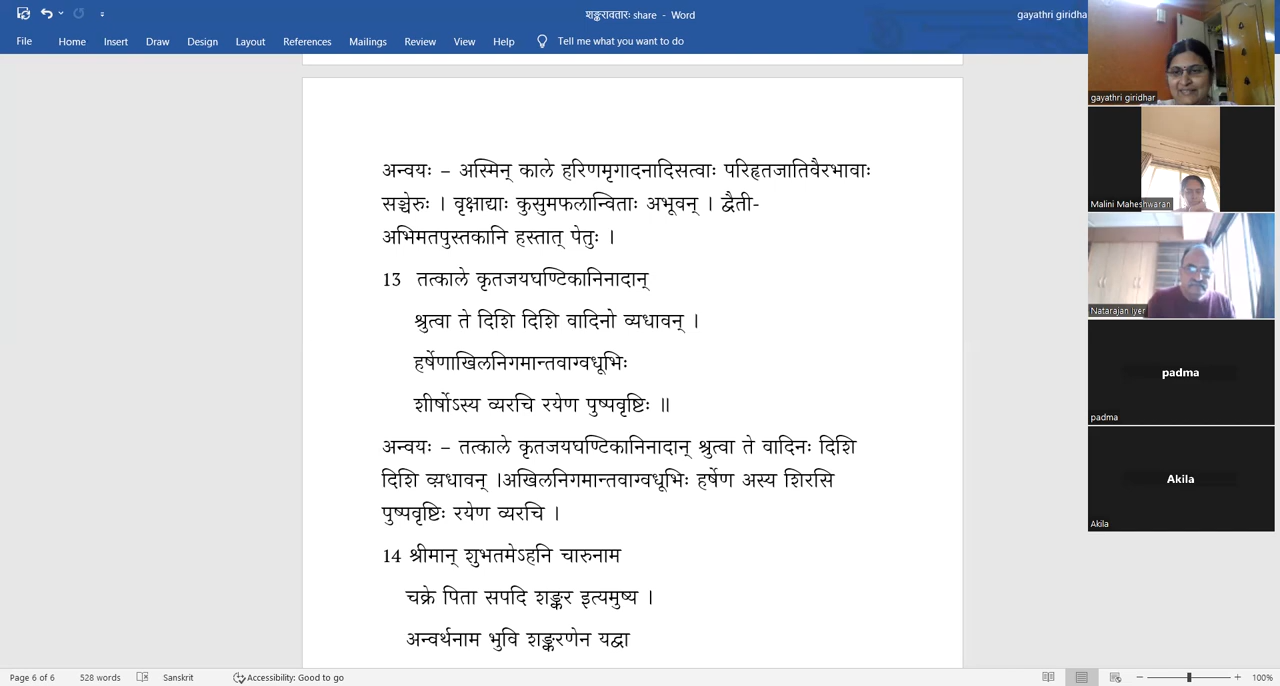 शङ्करावतारः share - Word
gayathri giridha
File Home Insert Draw Design Layout References Mailings Review View Help Tell me what you want to do
अन्वयः – अस्मिन् काले हरिणमृगादनादिसत्वाः परिहृतजातिवैरभावाः
सञ्चेरुः । वृक्षाद्याः कुसुमफलान्विताः अभूवन् । द्वैती-
अभिमतपुस्तकानि हस्तात् पेतुः ।
13 तत्काले कृतजयघण्टिकानिनादान्
श्रुत्वा ते दिशि दिशि वादिनो व्यधावन् ।
हर्षेणाखिलनिगमान्तवाग्वधूभिः
शीर्षोऽस्य व्यरचि रयेण पुष्पवृष्टिः ॥
अन्वयः – तत्काले कृतजयघण्टिकानिनादान् श्रुत्वा ते वादिनः दिशि
दिशि व्यधावन् ।अखिलनिगमान्तवाग्वधूभिः हर्षेण अस्य शिरसि
पुष्पवृष्टिः रयेण व्यरचि ।
14 श्रीमान् शुभतमेऽहनि चारुनाम
चक्रे पिता सपदि शङ्कर इत्यमुष्य ।
अन्वर्थनाम भुवि शङ्करणेन यद्वा
gayathri giridhar
Malini Maheshwaran
Natarajan Iyer
padma
padma
Akila
Akila
Page 6 of 6 528 words Sanskrit Accessibility: Good to go 100%